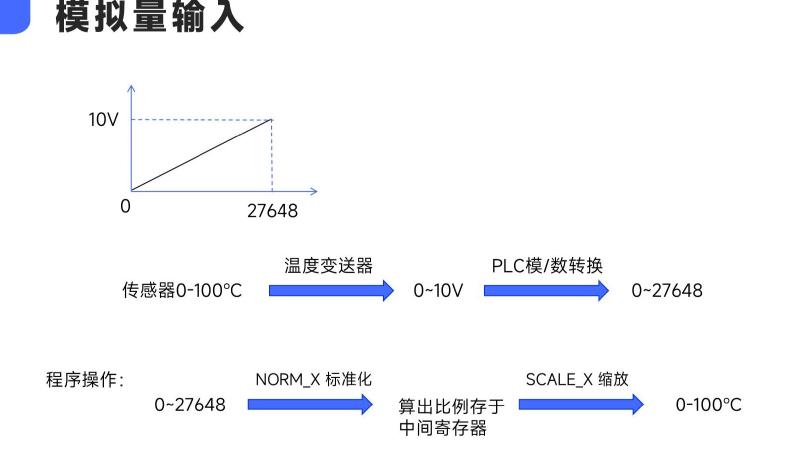 模拟量输入
10V
0
27648
温度变送器
PLC模/数转换
传感器0-100℃
0~10V
0~27648
程序操作:
NORM_X 标准化
SCALE_X 缩放
0~27648
算出比例存于
中间寄存器
0-100℃